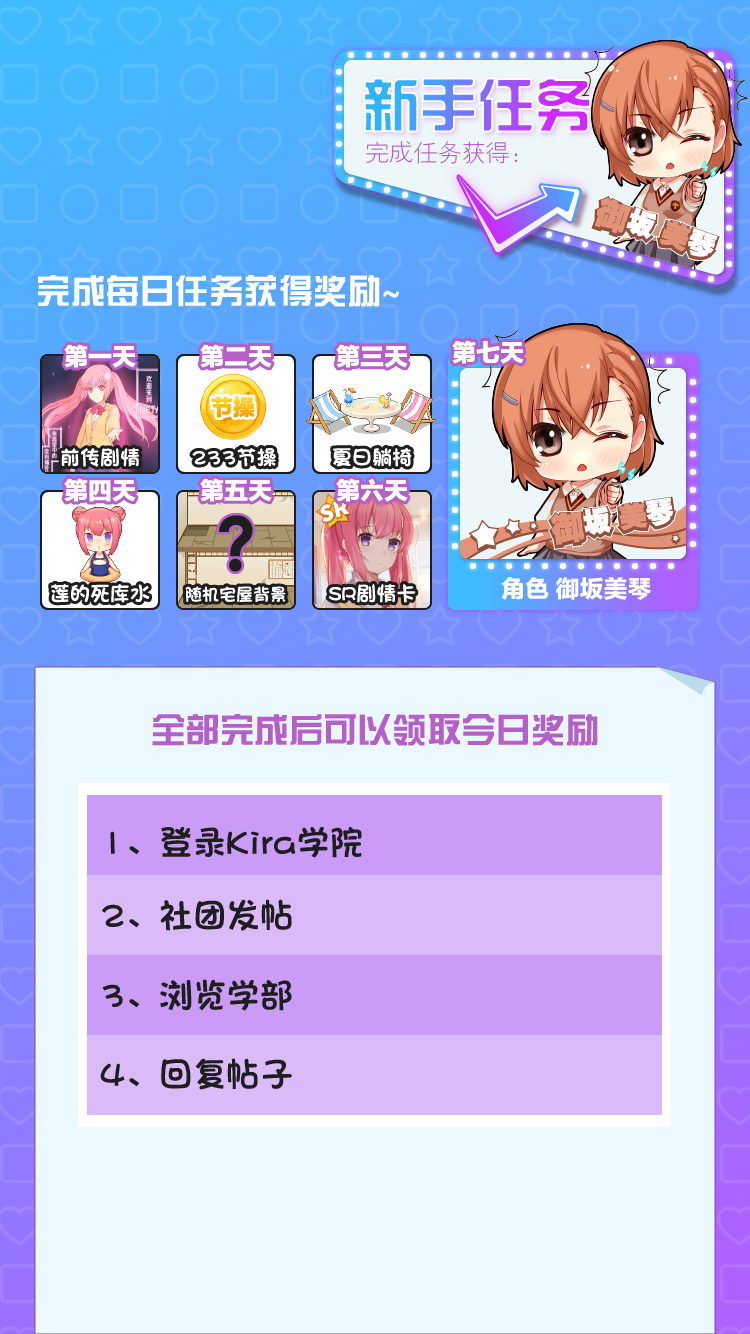 新手任务
完成任务获得：
御坂 美琴
完成每日任务获得奖励~
第一天
欢迎来到
前传剧情
第二天
节操
233节操
第三天
夏日躺椅
第七天
御坂 美琴
角色 御坂美琴
第四天
莲的死库水
第五天
?
随机宅屋背景
第六天
SR
SR剧情卡
全部完成后可以领取今日奖励
1、登录Kira学院
2、社团发帖
3、浏览学部
4、回复帖子